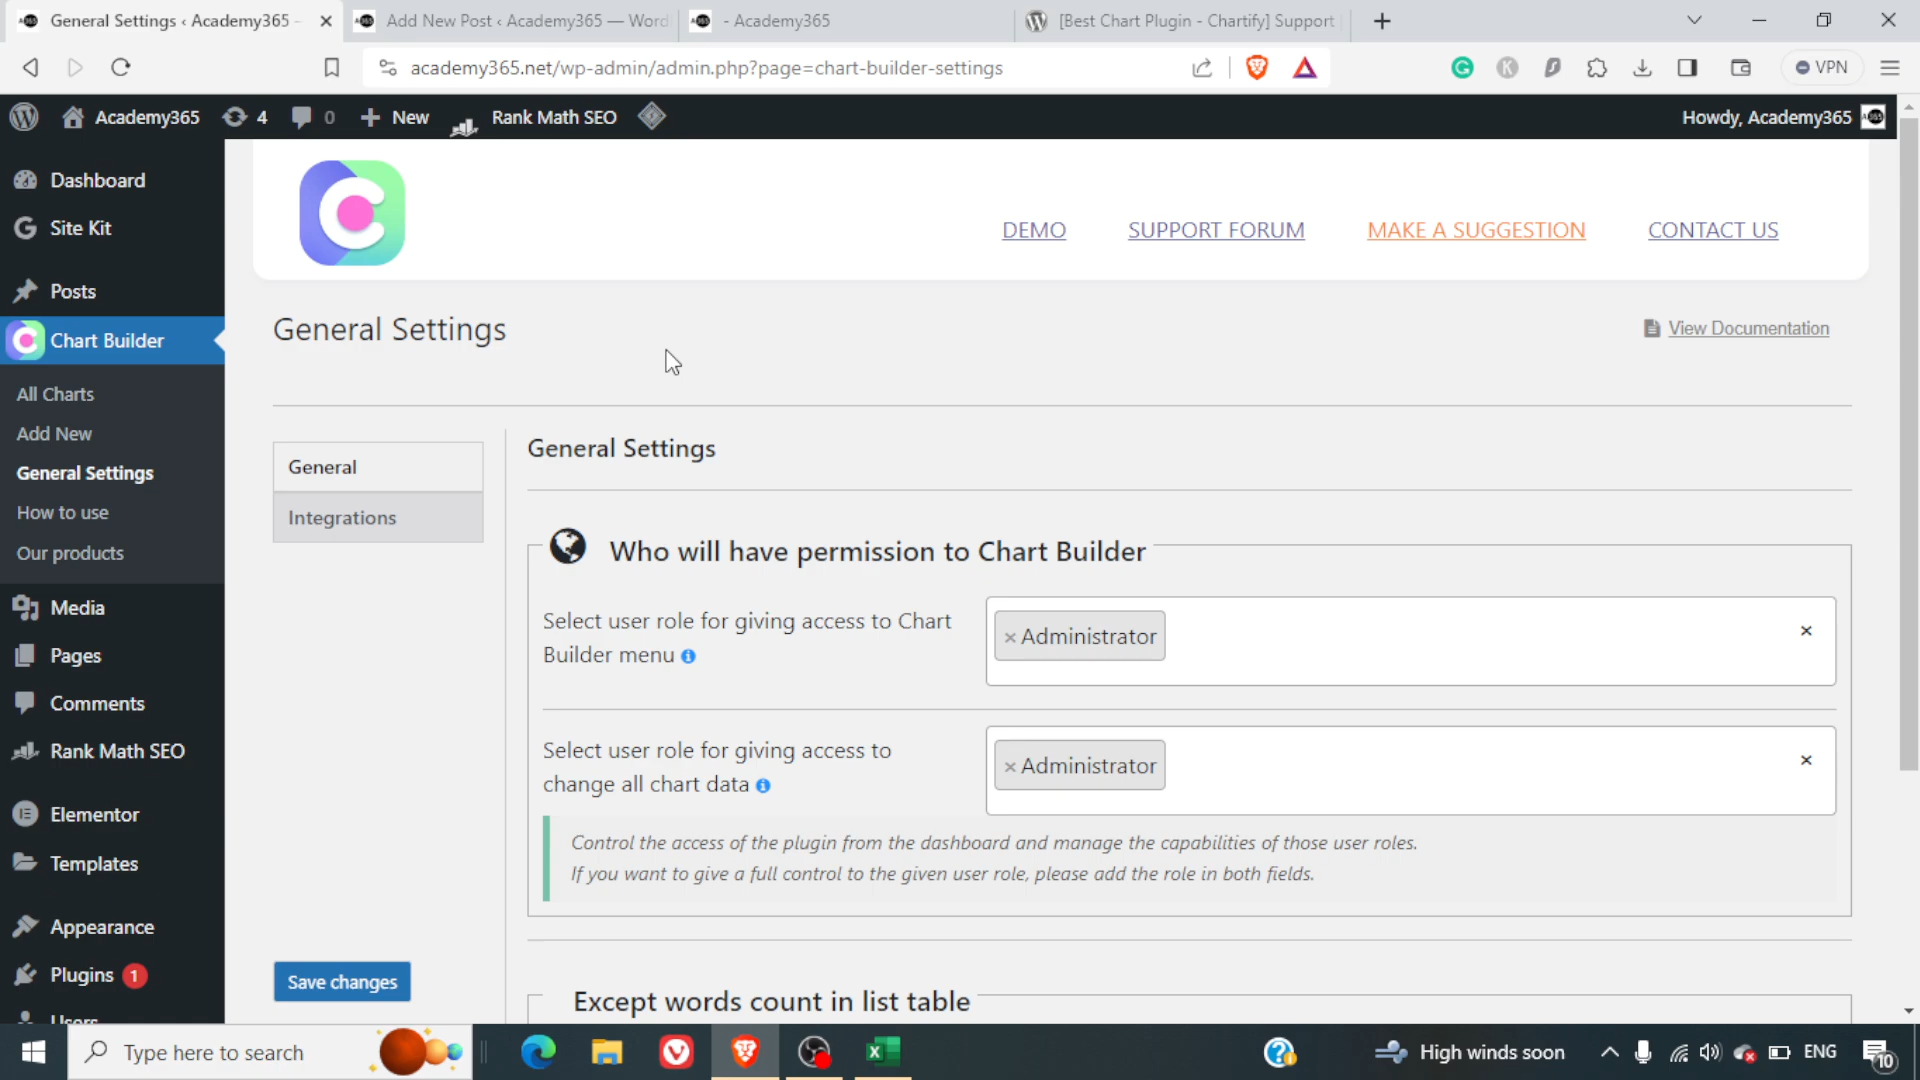 General Settings ‹ Academy365 –
Add New Post ‹ Academy365 — Word
- Academy365
[Best Chart Plugin - Chartify] Support
academy365.net/wp-admin/admin.php?page=chart-builder-settings
VPN
Academy365
4
0
New
Rank Math SEO
Howdy, Academy365
Dashboard
Site Kit
Posts
Chart Builder
All Charts
Add New
General Settings
How to use
Our products
Media
Pages
Comments
Rank Math SEO
Elementor
Templates
Appearance
Plugins 1
Users
DEMO
SUPPORT FORUM
MAKE A SUGGESTION
CONTACT US
General Settings
View Documentation
General
Integrations
Save changes
General Settings
Who will have permission to Chart Builder
Select user role for giving access to Chart
Builder menu
× Administrator
×
Select user role for giving access to
change all chart data
× Administrator
×
Control the access of the plugin from the dashboard and manage the capabilities of those user roles.
If you want to give a full control to the given user role, please add the role in both fields.
Except words count in list table
Type here to search
High winds soon
ENG
10